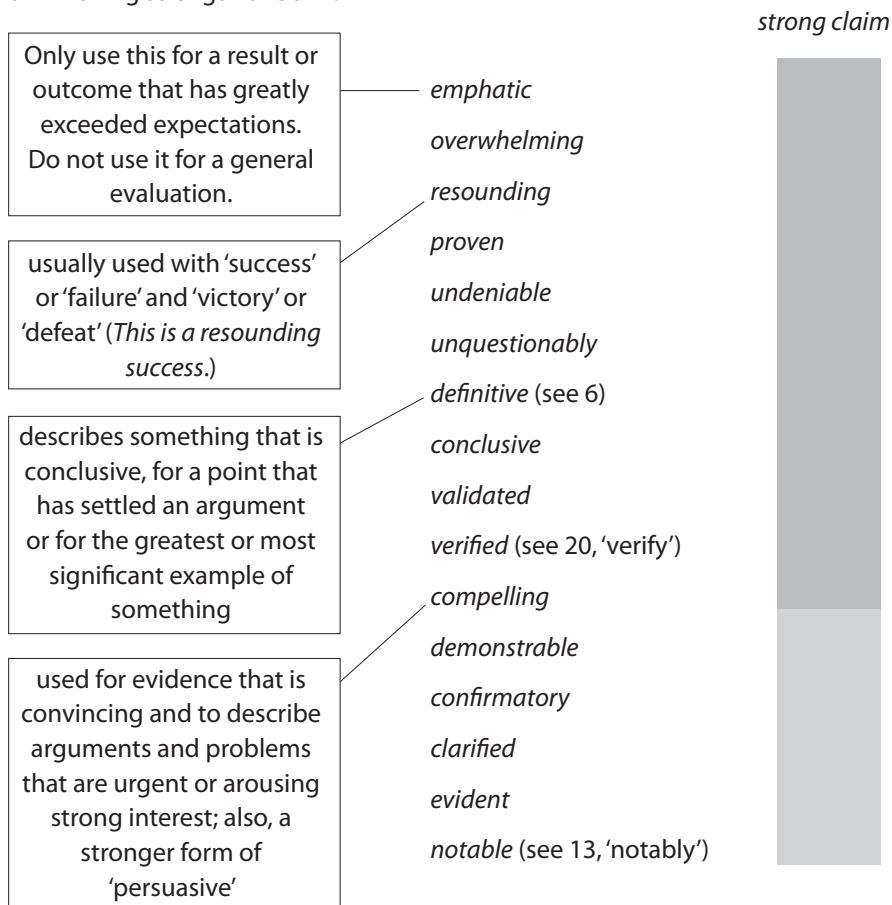 strong claim
Only use this for a result or
outcome that has greatly
exceeded expectations.
Do not use it for a general
evaluation.
usually used with ‘success’
or ‘failure’ and ‘victory’ or
‘defeat’ (This is a resounding
success.)
describes something that is
conclusive, for a point that
has settled an argument
or for the greatest or most
significant example of
something
used for evidence that is
convincing and to describe
arguments and problems
that are urgent or arousing
strong interest; also, a
stronger form of
‘persuasive’
emphatic
overwhelming
resounding
proven
undeniable
unquestionably
definitive (see 6)
conclusive
validated
verified (see 20, ‘verify’)
compelling
demonstrable
confirmatory
clarified
evident
notable (see 13, ‘notably’)